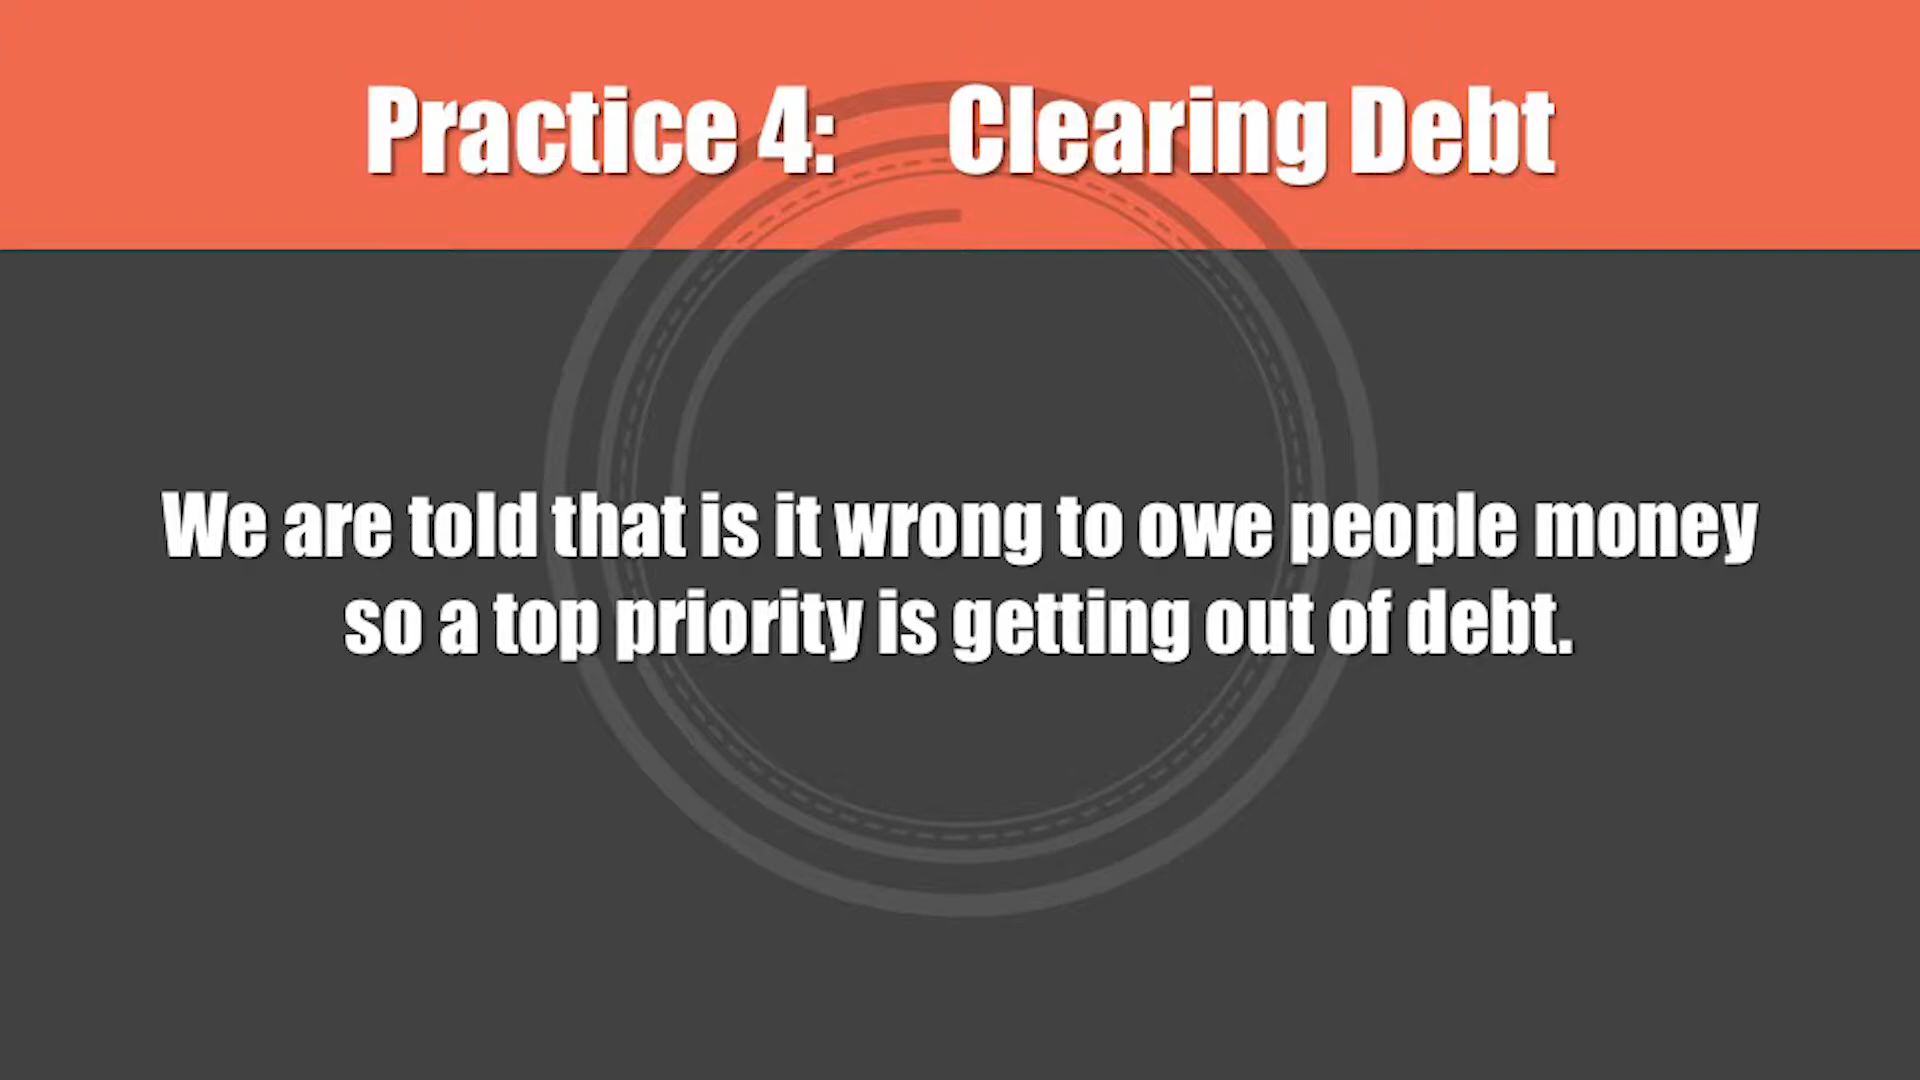 Practice 4: Clearing Debt
We are told that is it wrong to owe people money
so a top priority is getting out of debt.